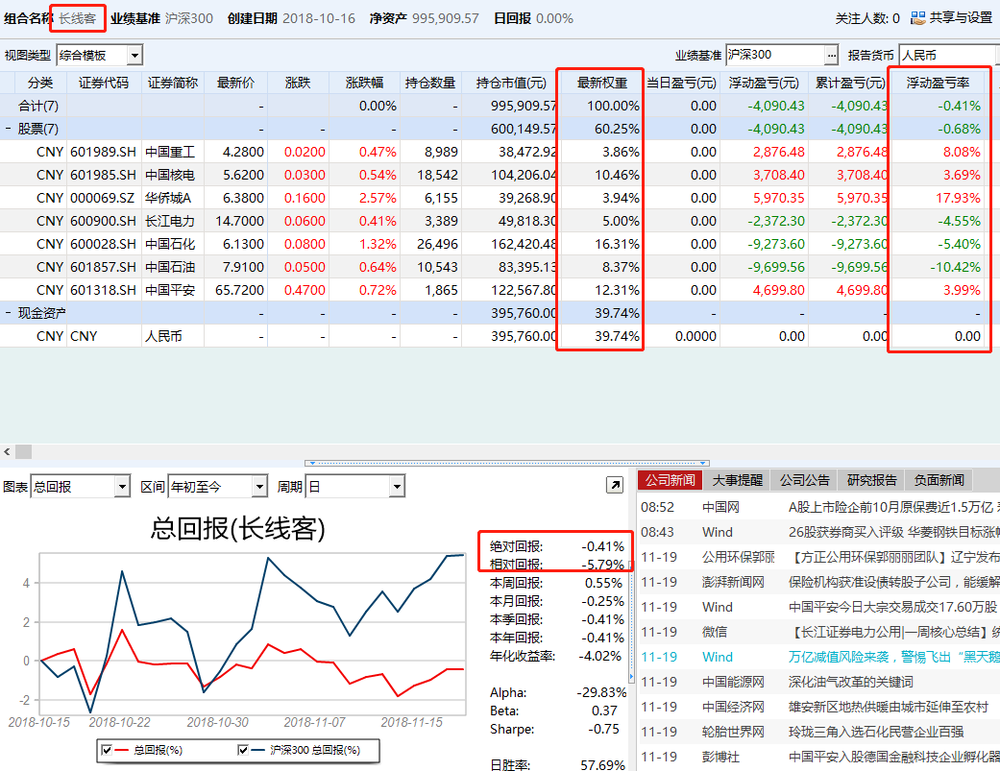 组合名称 长线客 业绩基准 沪深300 创建日期 2018-10-16 净资产 995,909.57 日回报 0.00% 关注人数: 0 共享与设置
视图类型 综合模板 业绩基准 沪深300 ... 报告货币 人民币
分类 证券代码 证券简称 最新价 涨跌 涨跌幅 持仓数量 持仓市值(元) 最新权重 当日盈亏(元) 浮动盈亏(元) 累计盈亏(元) 浮动盈亏率
合计(7) - - 0.00% - 995,909.57 100.00% 0.00 -4,090.43 -4,090.43 -0.41%
- 股票(7) - - - - 600,149.57 60.25% 0.00 -4,090.43 -4,090.43 -0.68%
CNY 601989.SH 中国重工 4.2800 0.0200 0.47% 8,989 38,472.92 3.86% 0.00 2,876.48 2,876.48 8.08%
CNY 601985.SH 中国核电 5.6200 0.0300 0.54% 18,542 104,206.04 10.46% 0.00 3,708.40 3,708.40 3.69%
CNY 000069.SZ 华侨城A 6.3800 0.1600 2.57% 6,155 39,268.90 3.94% 0.00 5,970.35 5,970.35 17.93%
CNY 600900.SH 长江电力 14.7000 0.0600 0.41% 3,389 49,818.30 5.00% 0.00 -2,372.30 -2,372.30 -4.55%
CNY 600028.SH 中国石化 6.1300 0.0800 1.32% 26,496 162,420.48 16.31% 0.00 -9,273.60 -9,273.60 -5.40%
CNY 601857.SH 中国石油 7.9100 0.0500 0.64% 10,543 83,395.13 8.37% 0.00 -9,699.56 -9,699.56 -10.42%
CNY 601318.SH 中国平安 65.7200 0.4700 0.72% 1,865 122,567.80 12.31% 0.00 4,699.80 4,699.80 3.99%
- 现金资产 - - - - 395,760.00 39.74% - - - -
CNY CNY 人民币 - - - - 395,760.00 39.74% 0.0000 0.00 0.00 0.00
图表 总回报 区间 年初至今 周期 日
总回报(长线客)
4
2
0
-2
2018-10-15 2018-10-22 2018-10-30 2018-11-07 2018-11-15
总回报(%) 沪深300 总回报(%)
绝对回报: -0.41%
相对回报: -5.79%
本周回报: 0.55%
本月回报: -0.25%
本季回报: -0.41%
本年回报: -0.41%
年化收益率: -4.02%
Alpha: -29.83%
Beta: 0.37
Sharpe: -0.75
日胜率: 57.69%
公司新闻 大事提醒 公司公告 研究报告 负面新闻
08:52 中国网 A股上市险企前10月原保费近1.5万亿
08:43 Wind 26股获券商买入评级 华菱钢铁目标涨幅
11-19 公用环保郭丽 【方正公用环保郭丽丽团队】辽宁发布
11-19 澎湃新闻网 保险机构获准设债转股子公司，能缓解
11-19 Wind 中国平安今日大宗交易成交17.60万股
11-19 微信 【长江证券电力公用|一周核心总结】
11-19 Wind 万亿减值风险来袭，警惕飞出“黑天鹅
11-19 中国能源网 深化油气改革的关键词
11-19 中国经济网 雄安新区地热供暖由城市延伸至农村
11-19 轮胎世界网 玲珑三角入选石化民营企业百强
11-19 彭博社 中国平安入股德国金融科技企业孵化器